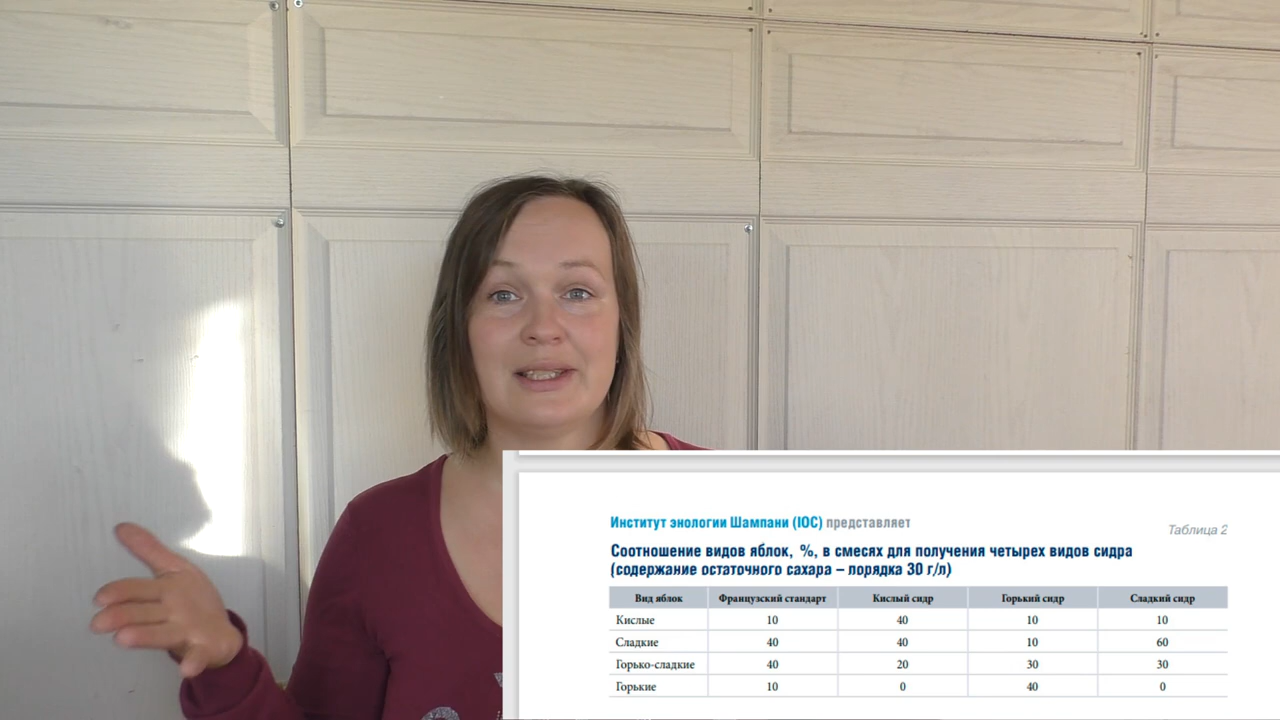 Институт энологии Шампани (IOC) представляет
Таблица 2
Соотношение видов яблок, %, в смесях для получения четырех видов сидра
(содержание остаточного сахара – порядка 30 г/л)
Вид яблок Французский стандарт Кислый сидр Горький сидр Сладкий сидр
Кислые 10 40 10 10
Сладкие 40 40 10 60
Горько-сладкие 40 20 30 30
Горькие 10 0 40 0